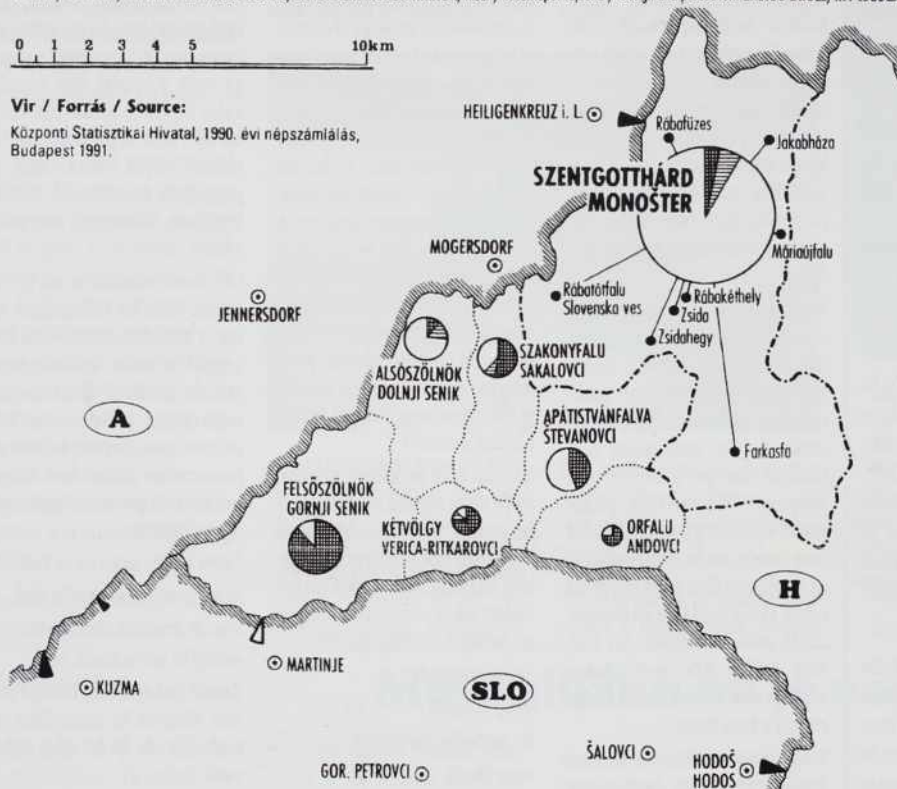 0 1 2 3 4 5 10km
Vir / Forrás / Source:
Központi Statisztikai Hivatal, 1990. évi népszámlálás,
Budapest 1991.
HEILIGENKREUZ i. L.
Rábafüzes
Jakabháza
SZENTGOTTHÁRD
MONOŠTER
MOGERSDORF
Máriaújfalu
JENNERSDORF
Rábatótfalu
Slovenska ves
Rábakéthely
Zsida
Zsidahegy
SZAKONYFALU
SAKALOVCI
ALSÓSZÖLNÖK
DOLNJI SENIK
A
APÁTISTVÁNFALVA
ŠTEVANOVCI
Farkasfa
FELSŐSZÖLNÖK
GORNJI SENIK
KÉTVÖLGY
VERICA-RITKAROVCI
ORFALU
ANDOVCI
H
MARTINJE
KUZMA
SLO
ŠALOVCI
HODOŠ
HODOS
GOR. PETROVCI